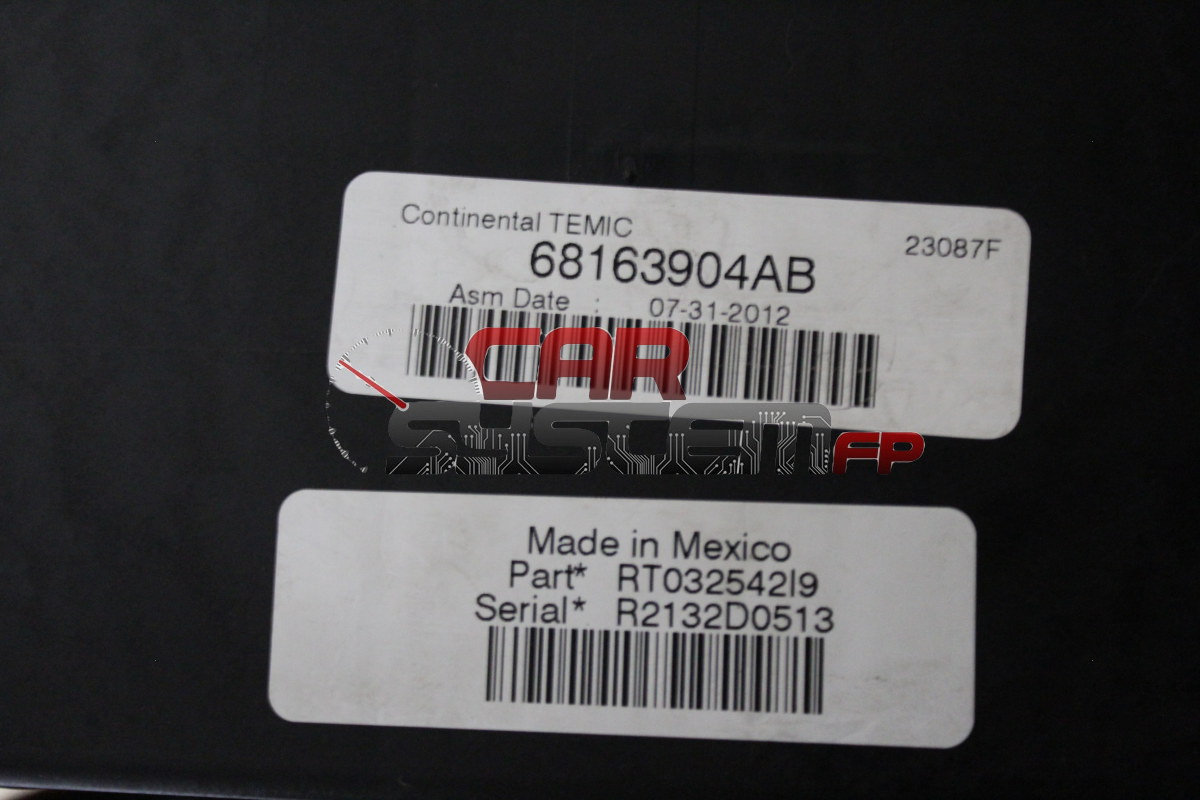 Continental TEMIC
23087F
68163904AB
Asm Date : 07-31-2012
CAR
SYSTEM FP
Made in Mexico
Part* RT032542I9
Serial* R2132D0513